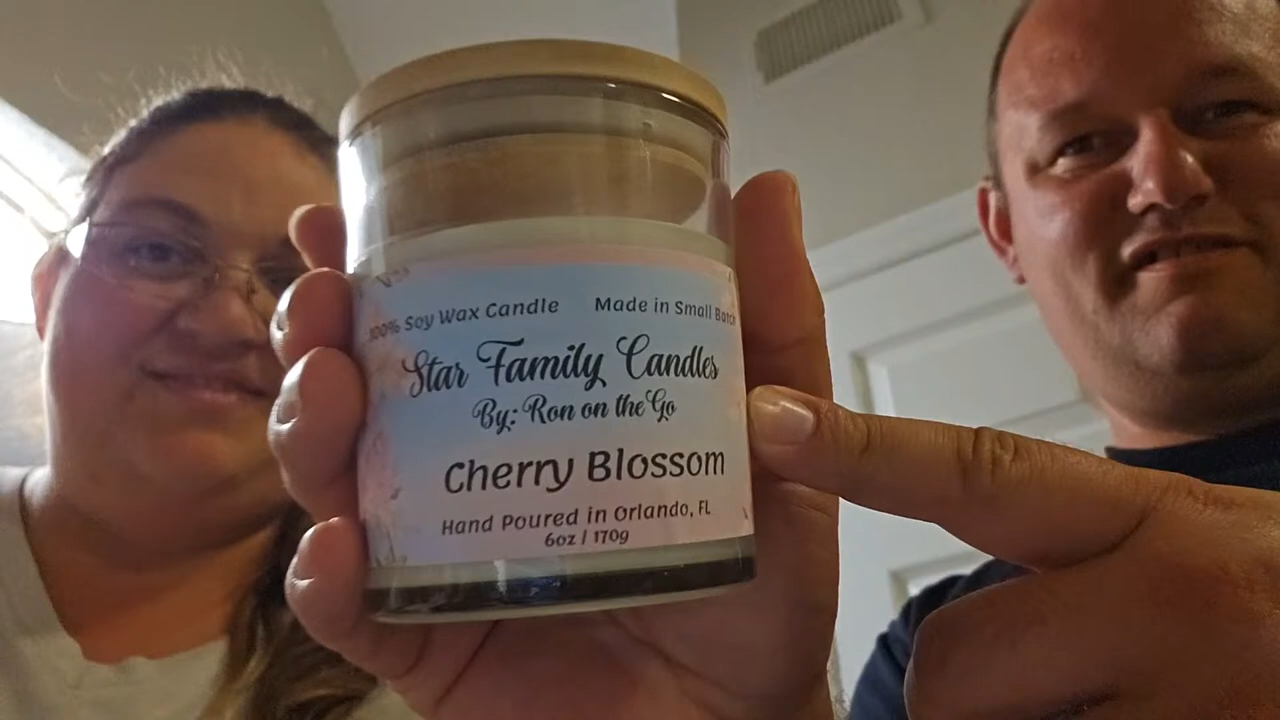 100% Soy Wax Candle Made in Small Batch
Star Family Candles
By: Ron on the Go
Cherry Blossom
Hand Poured in Orlando, FL
6oz / 170g